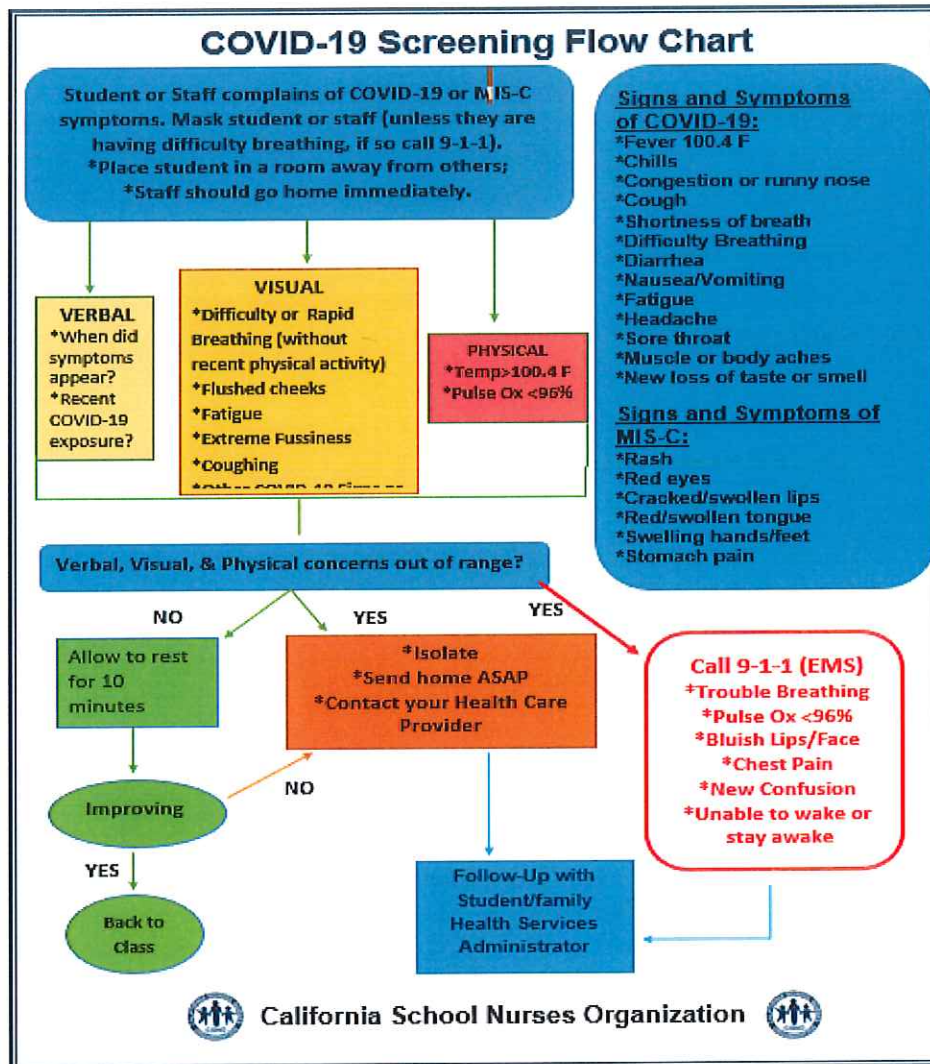 COVID-19 Screening Flow Chart
Student or Staff complains of COVID-19 or MIS-C
symptoms. Mask student or staff (unless they are
having difficulty breathing, if so call 9-1-1).
*Place student in a room away from others;
*Staff should go home immediately.
Signs and Symptoms
of COVID-19:
*Fever 100.4 F
*Chills
*Congestion or runny nose
*Cough
*Shortness of breath
*Difficulty Breathing
*Diarrhea
*Nausea/Vomiting
*Fatigue
*Headache
*Sore throat
*Muscle or body aches
*New loss of taste or smell
Signs and Symptoms of
MIS-C:
*Rash
*Red eyes
*Cracked/swollen lips
*Red/swollen tongue
*Swelling hands/feet
*Stomach pain
VERBAL
*When did
symptoms
appear?
*Recent
COVID-19
exposure?
VISUAL
*Difficulty or Rapid
Breathing (without
recent physical activity)
*Flushed cheeks
*Fatigue
*Extreme Fussiness
*Coughing
*Other COVID-19
PHYSICAL
*Temp>100.4 F
*Pulse Ox <96%
Verbal, Visual, & Physical concerns out of range?
NO
YES
YES
Allow to rest
for 10
minutes
*Isolate
*Send home ASAP
*Contact your Health Care
Provider
Call 9-1-1 (EMS)
*Trouble Breathing
*Pulse Ox <96%
*Bluish Lips/Face
*Chest Pain
*New Confusion
*Unable to wake or
stay awake
Improving
NO
YES
Back to
Class
Follow-Up with
Student/family
Health Services
Administrator
California School Nurses Organization